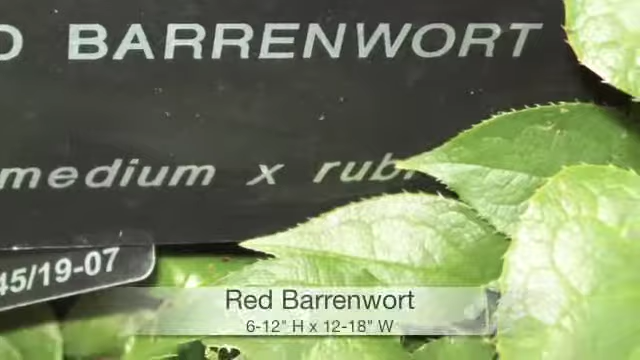 D BARRENWORT
medium x rub
45/19-07
Red Barrenwort
6-12" H x 12-18" W